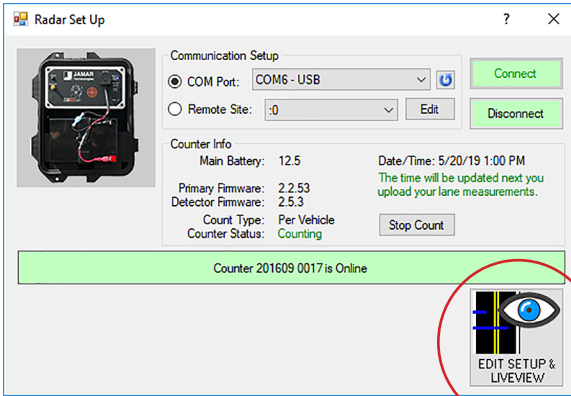 Radar Set Up
?
JAMAR
Technologies
Communication Setup
COM Port: COM6 - USB
Connect
Remote Site: :0 Edit
Disconnect
Counter Info
Main Battery: 12.5 Date/Time: 5/20/19 1:00 PM
The time will be updated next you
upload your lane measurements.
Primary Firmware: 2.2.53
Detector Firmware: 2.5.3
Count Type: Per Vehicle
Counter Status: Counting
Stop Count
Counter 201609 0017 is Online
EDIT SETUP &
LIVEVIEW